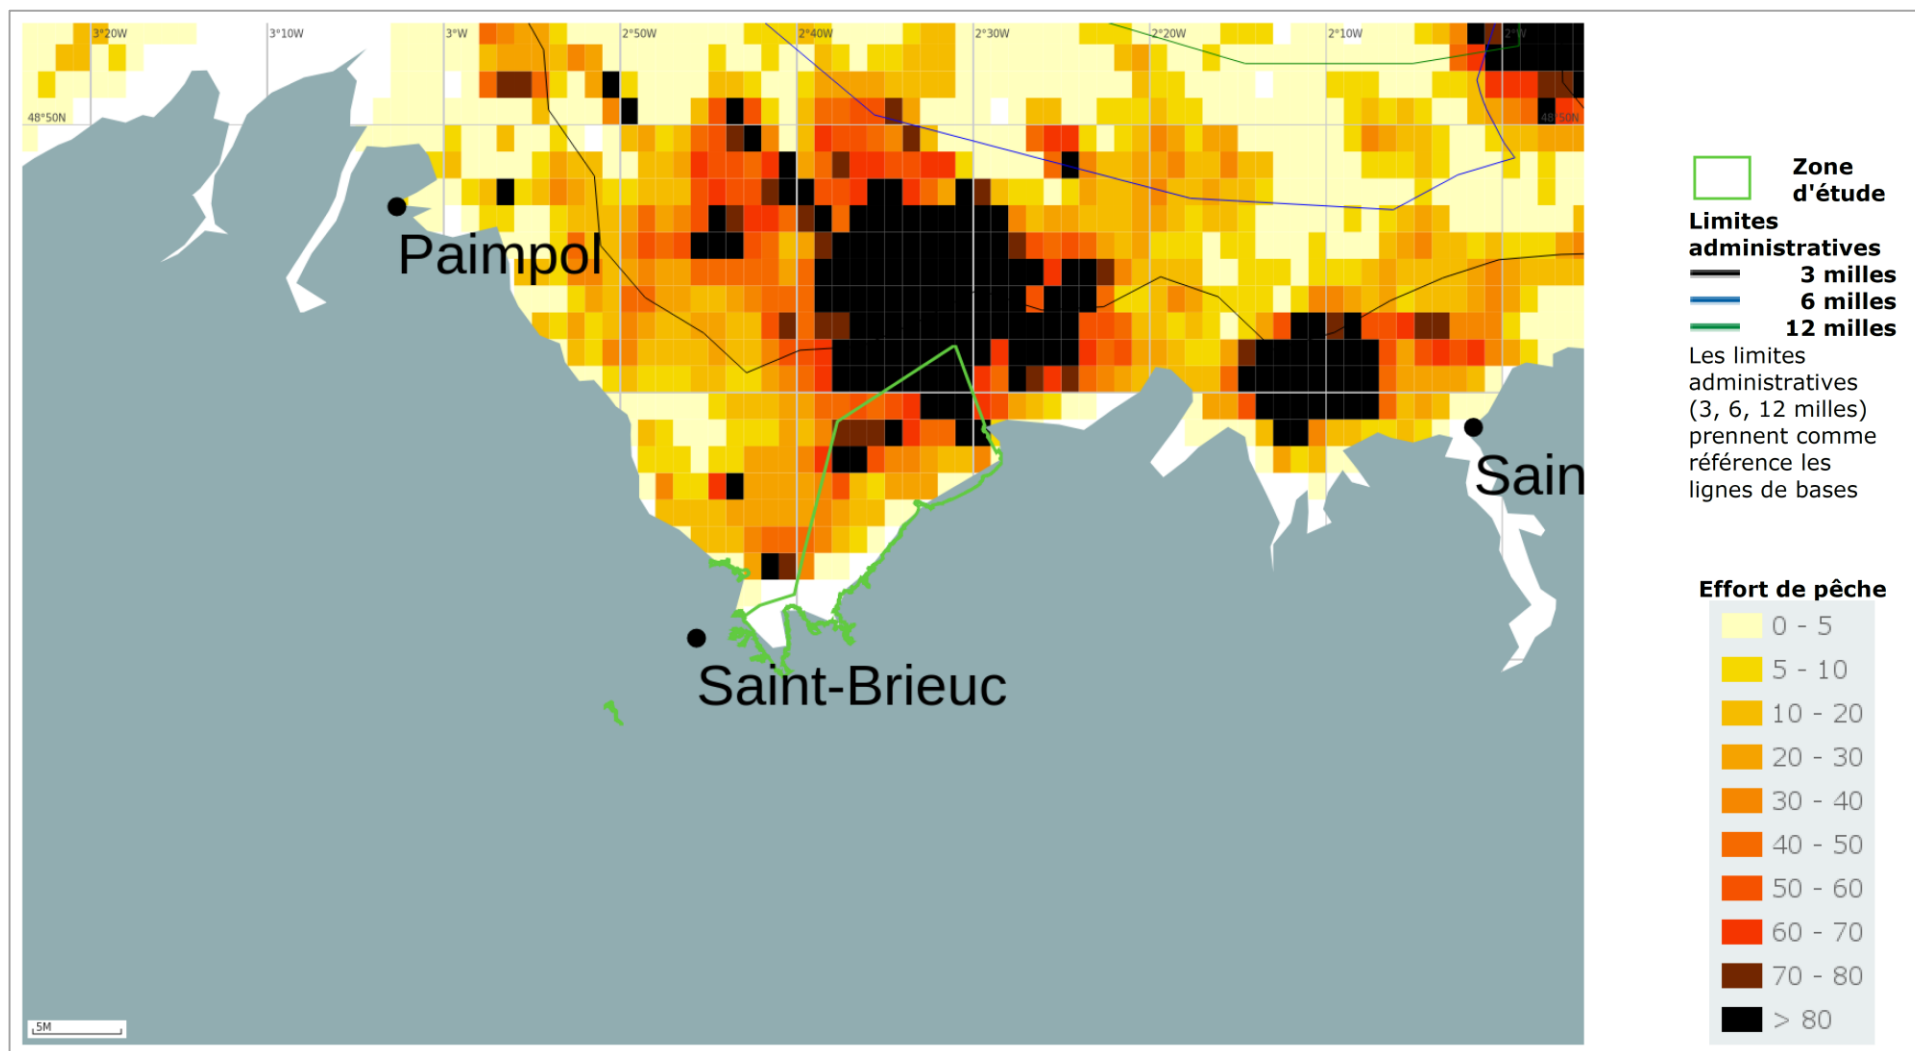 3°20W
3°10W
3°W
2°50W
2°40W
2°30W
2°20W
2°10W
2°W
48°50N
48°50N
Paimpol
Sain
Saint-Brieuc
5M
Zone
d'étude
Limites
administratives
3 milles
6 milles
12 milles
Les limites
administratives
(3, 6, 12 milles)
prennent comme
référence les
lignes de bases
Effort de pêche
0 - 5
5 - 10
10 - 20
20 - 30
30 - 40
40 - 50
50 - 60
60 - 70
70 - 80
> 80